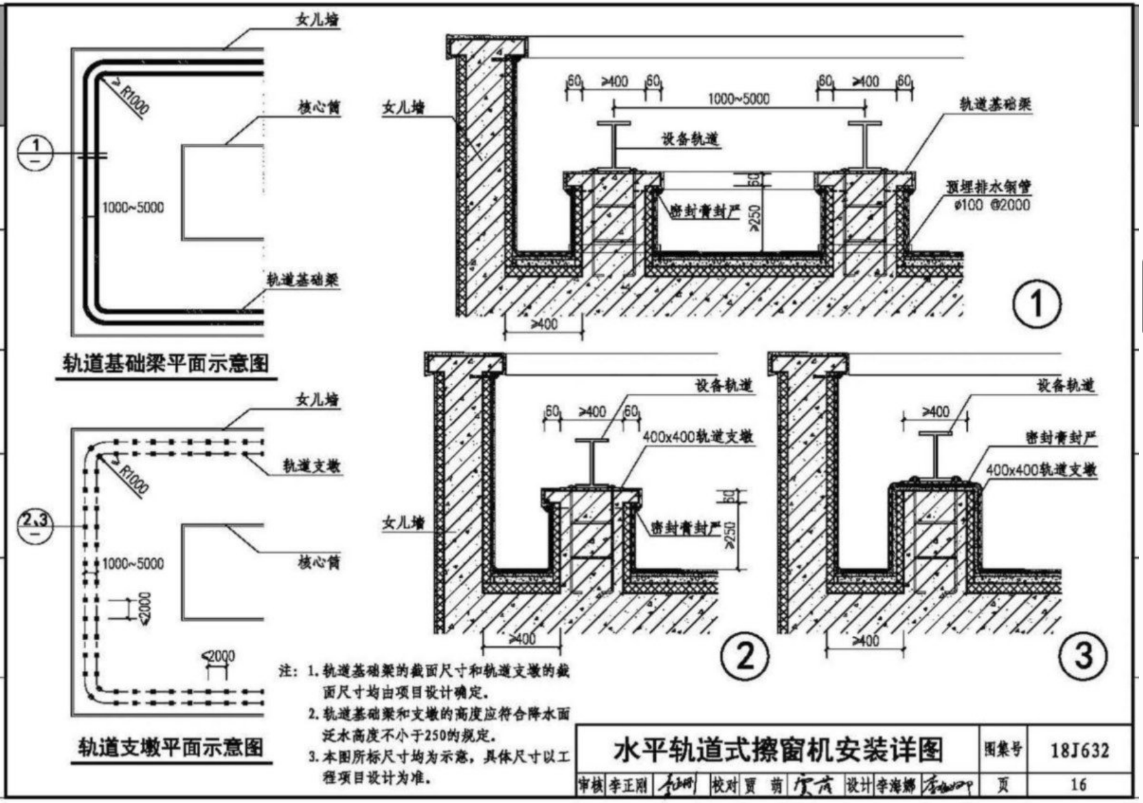 女儿墙
≥R1000
核心筒
1
1000~5000
轨道基础梁
轨道基础梁平面示意图
女儿墙
60 ≥400 60
1000~5000
60 ≥400 60
轨道基础梁
设备轨道
60
密封膏封严
≥250
预埋排水钢管
ø100 @2000
≥400
1
女儿墙
≥R1000
轨道支墩
2、3
1000~5000
核心筒
≤2000
≤2000
轨道支墩平面示意图
女儿墙
设备轨道
60 ≥400 60
400x400轨道支墩
60
密封膏封严
≥250
≥400
2
设备轨道
≥400
密封膏封严
400x400轨道支墩
≥400
3
注: 1. 轨道基础梁的截面尺寸和轨道支墩的截
面尺寸均由项目设计确定。
2. 轨道基础梁和支墩的高度应符合降水面
泛水高度不小于250的规定。
3. 本图所标尺寸均为示意，具体尺寸以工
程项目设计为准。
水平轨道式擦窗机安装详图 图集号 18J632
审核 李正刚 校对 贾萌 设计 李海娜 页 16